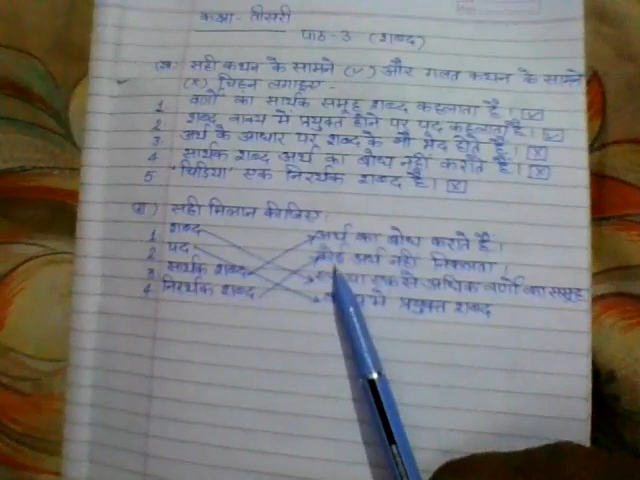 कक्षा - तीसरी
पाठ-3 (शब्द)
सही कथन के सामने (✓) और गलत कथन के सामने
(x) चिह्न लगाइए -
1 वर्णों का सार्थक समूह शब्द कहलाता है। ✓
2 शब्द वाक्य में प्रयुक्त होने पर पद कहलाता है। ✓
3 अर्थ के आधार पर शब्द के नौ भेद होते हैं। x
4 सार्थक शब्द अर्थ का बोध नहीं कराते हैं। x
5 'चिडिया' एक निरर्थक शब्द है। x
सही मिलान कीजिए।
1 शब्द अर्थ का बोध कराते हैं।
2 पद कोई अर्थ नहीं निकलता।
3 सार्थक शब्द एक से अधिक वर्णों का समूह
4 निरर्थक शब्द में प्रयुक्त शब्द